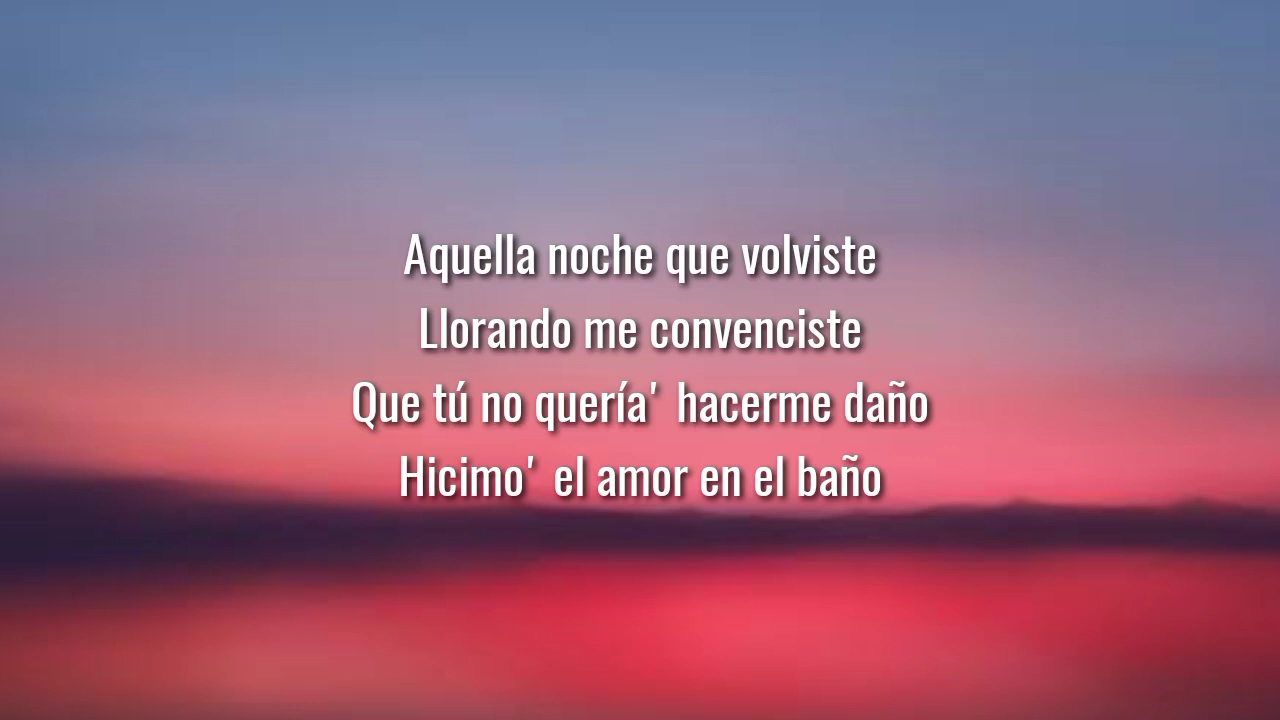 Aquella noche que volviste
Llorando me convenciste
Que tú no quería' hacerme daño
Hicimo' el amor en el baño